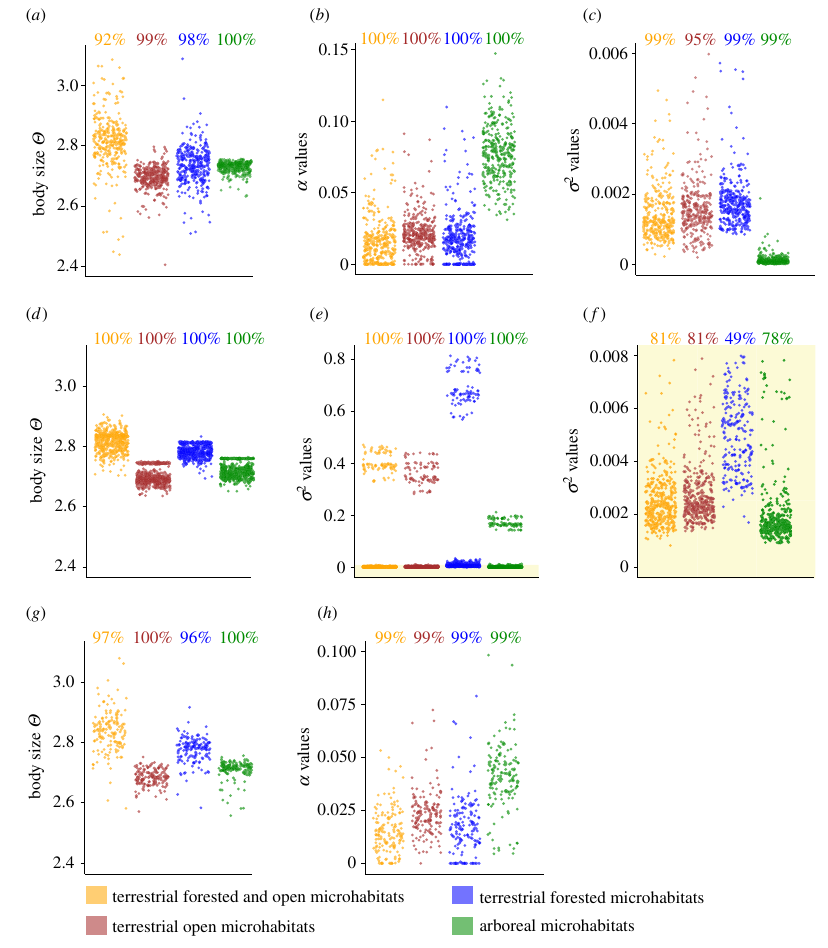 (a) (b) (c)
92% 99% 98% 100% 100% 100% 100% 100% 99% 95% 99% 99%
3.0
2.8
2.6
2.4
body size Θ
0.15
0.10
0.05
0
α values
0.006
0.004
0.002
0
σ² values
(d) (e) (f)
100% 100% 100% 100% 100% 100% 100% 100% 81% 81% 49% 78%
3.0
2.8
2.6
2.4
body size Θ
0.8
0.6
0.4
0.2
0
σ² values
0.008
0.006
0.004
0.002
0
σ² values
(g) (h)
97% 100% 96% 100% 99% 99% 99% 99%
3.0
2.8
2.6
2.4
body size Θ
0.100
0.075
0.050
0.025
0
α values
terrestrial forested and open microhabitats
terrestrial forested microhabitats
terrestrial open microhabitats
arboreal microhabitats